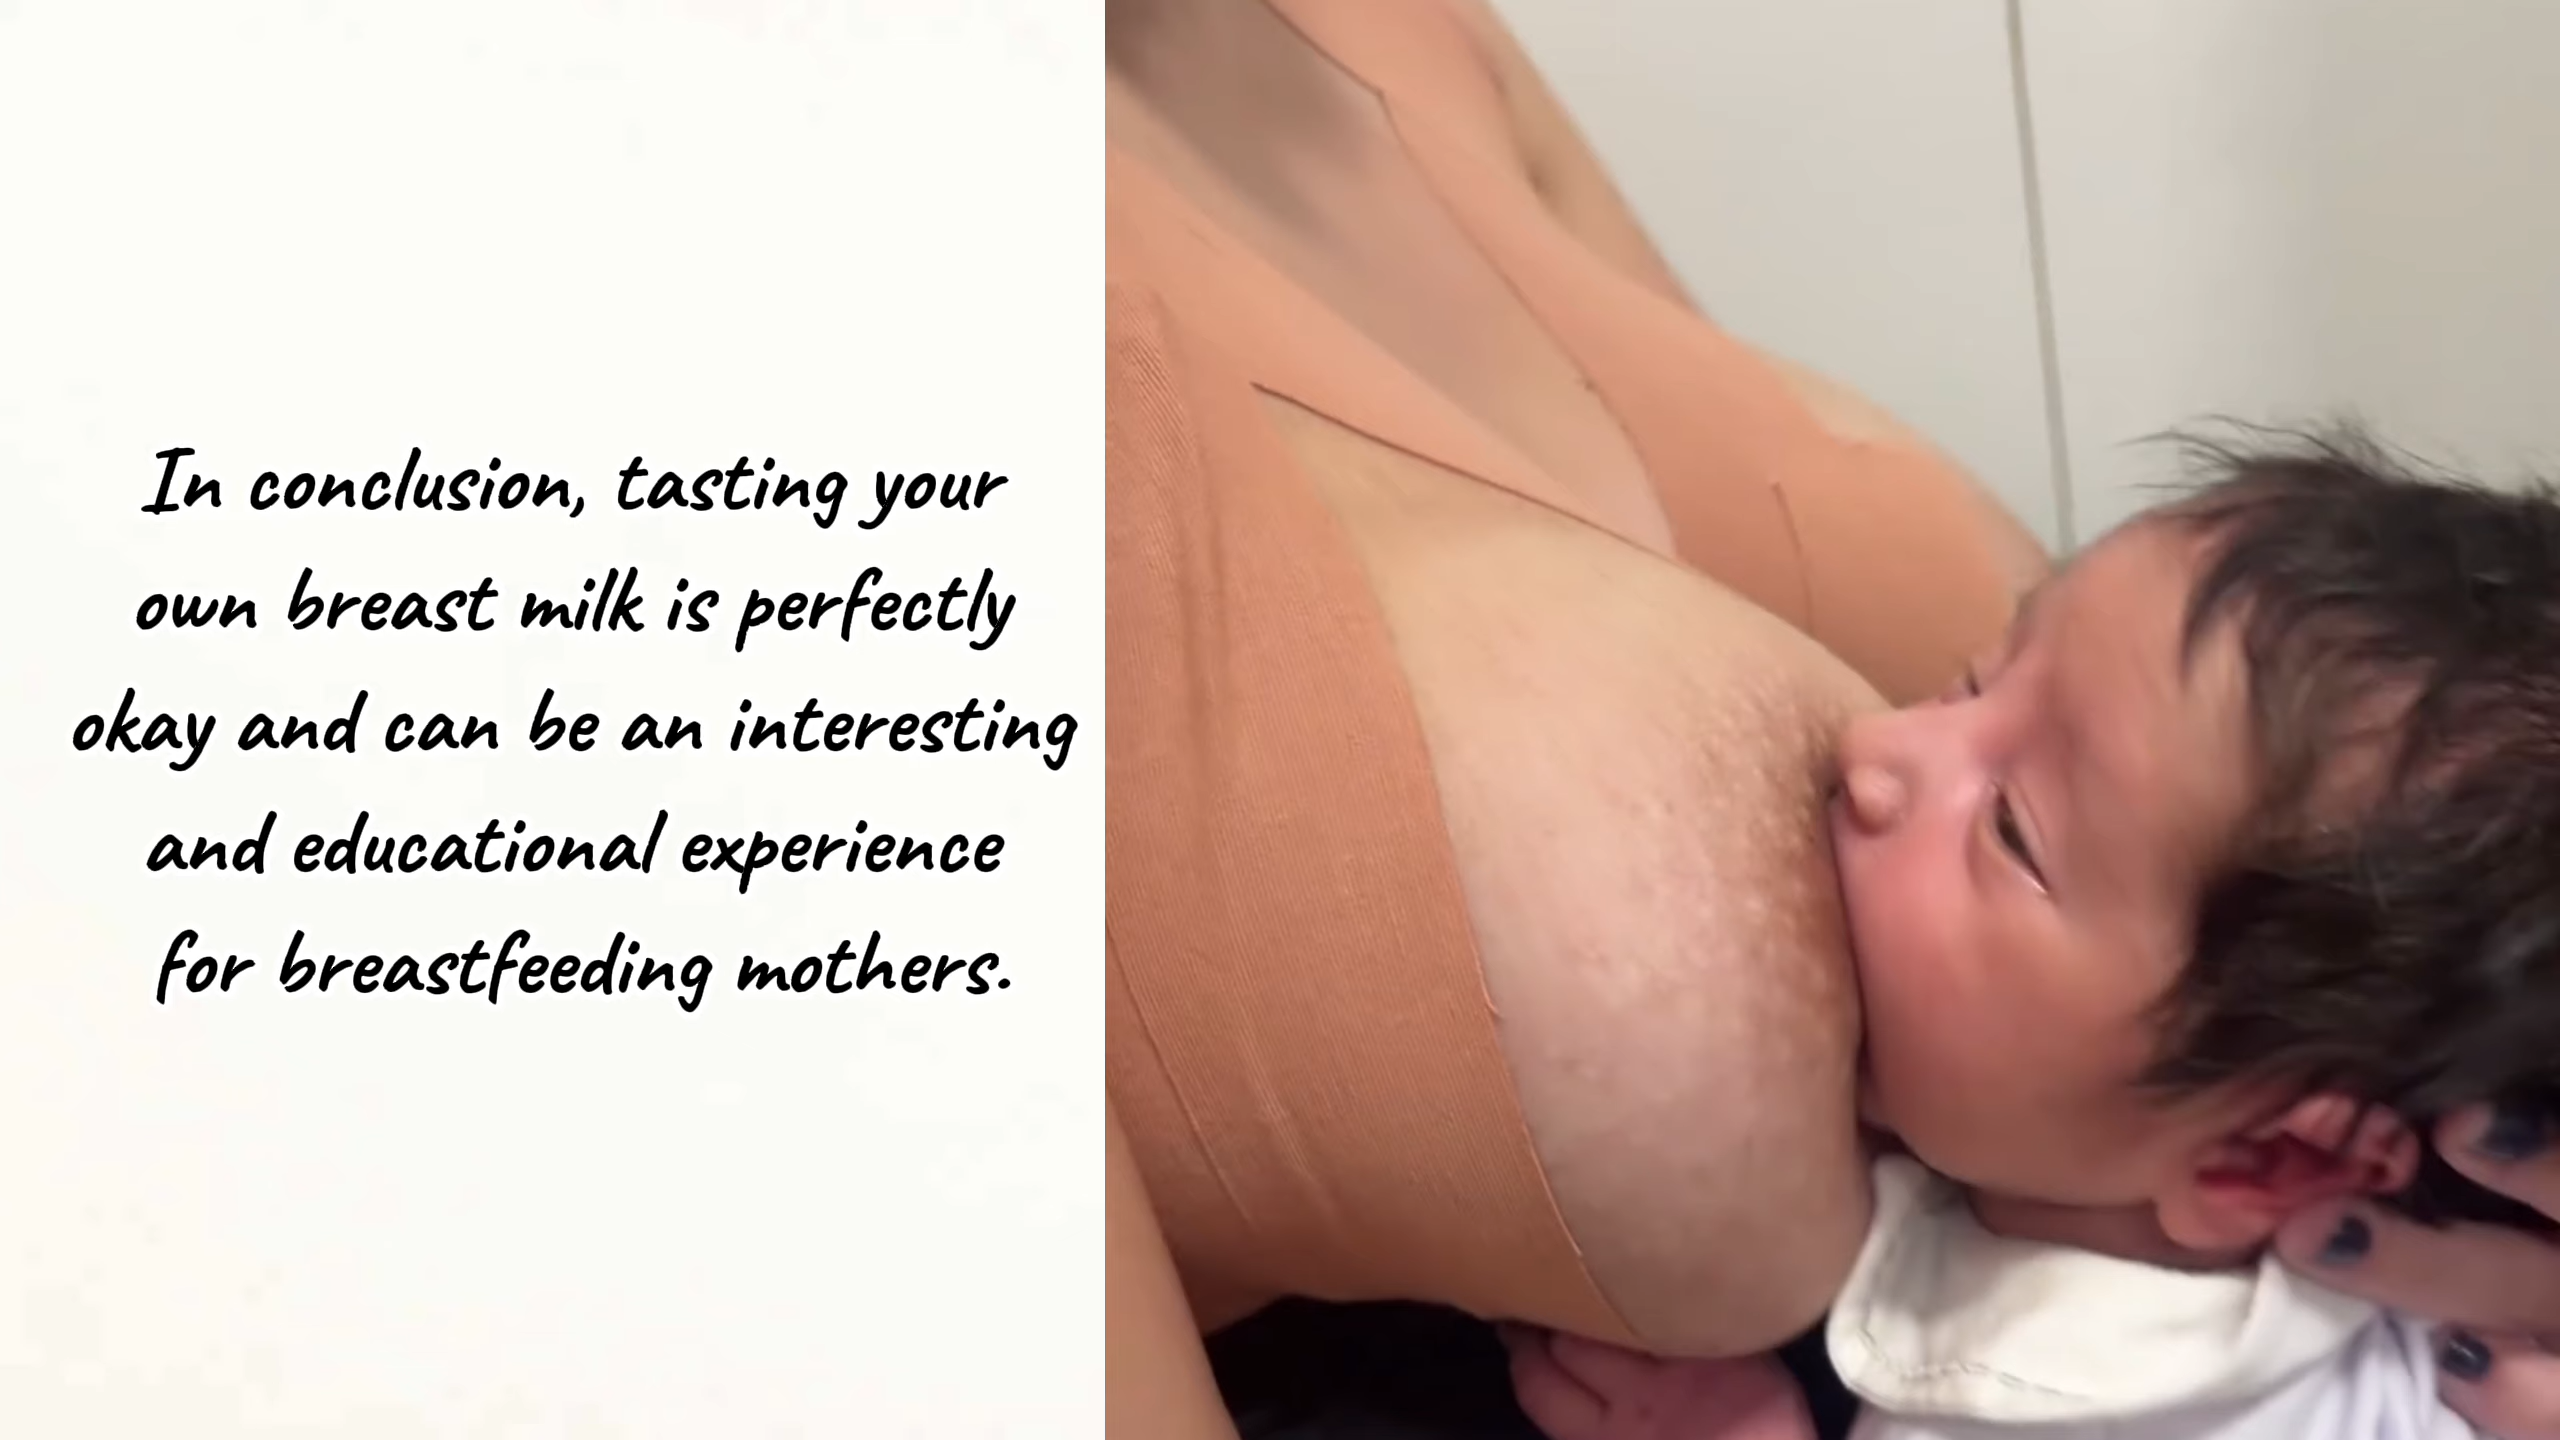 In conclusion, tasting your
own breast milk is perfectly
okay and can be an interesting
and educational experience
for breastfeeding mothers.